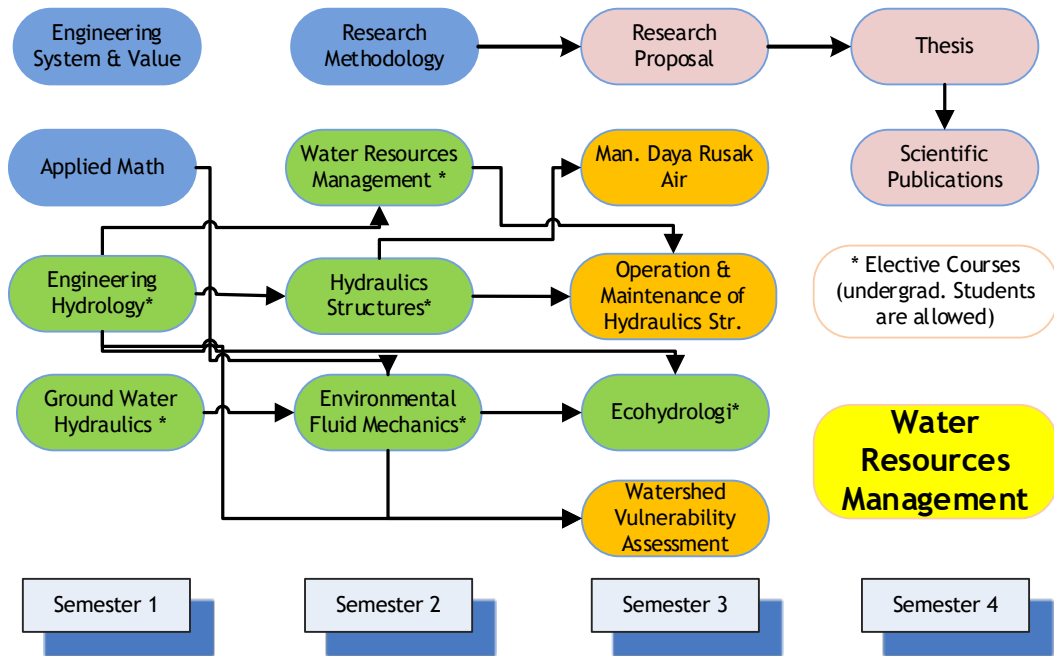 Engineering
System & Value
Research
Methodology
Research
Proposal
Thesis
Applied Math
Water Resources
Management *
Man. Daya Rusak
Air
Scientific
Publications
Engineering
Hydrology*
Hydraulics
Structures*
Operation &
Maintenance of
Hydraulics Str.
* Elective Courses
(undergrad. Students
are allowed)
Ground Water
Hydraulics *
Environmental
Fluid Mechanics*
Ecohydrologi*
Water
Resources
Management
Watershed
Vulnerability
Assessment
Semester 1
Semester 2
Semester 3
Semester 4